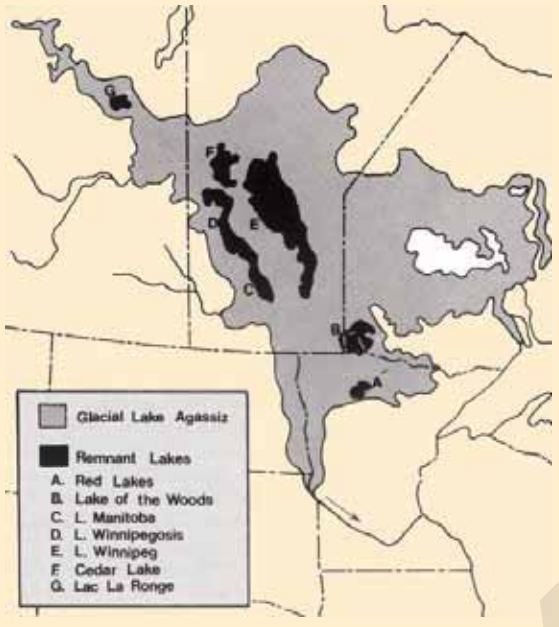 G
F
D
E
C
B
A
Glacial Lake Agassiz
Remnant Lakes
A. Red Lakes
B. Lake of the Woods
C. L. Manitoba
D. L. Winnipegosis
E. L. Winnipeg
F. Cedar Lake
G. Lac La Ronge